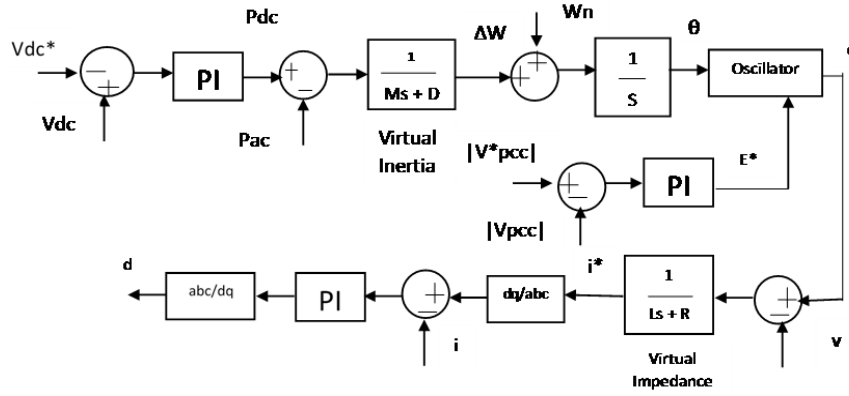 Pdc
Wn
Vdc*
PI
1
Ms + D
ΔW
1
S
θ
Oscillator
e
Vdc
Pac
Virtual
Inertia
|V*pcc|
PI
E*
|Vpcc|
d
abc/dq
PI
i
dq/abc
i*
1
Ls + R
v
Virtual
Impedance